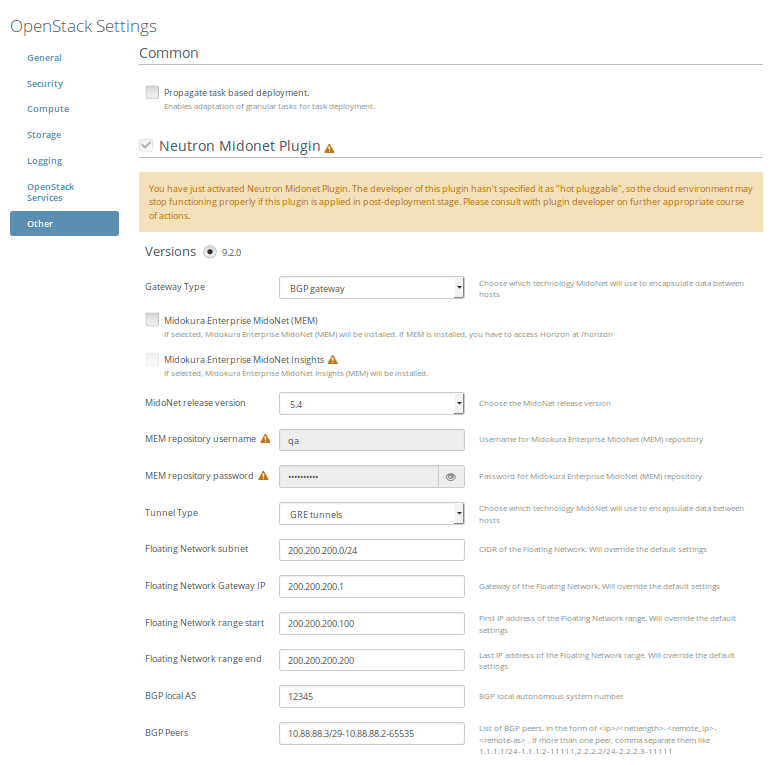 OpenStack Settings
General
Security
Compute
Storage
Logging
OpenStack
Services
Other
Common
Propagate task based deployment.
Enables adaptation of granular tasks for task deployment.
Neutron Midonet Plugin
You have just activated Neutron Midonet Plugin. The developer of this plugin hasn't specified it as "hot pluggable", so the cloud environment may
stop functioning properly if this plugin is applied in post-deployment stage. Please consult with plugin developer on further appropriate course
of actions.
Versions 9.2.0
Gateway Type BGP gateway Choose which technology MidoNet will use to encapsulate data between
hosts
Midokura Enterprise MidoNet (MEM)
If selected, Midokura Enterprise MidoNet (MEM) will be installed. If MEM is installed, you have to access Horizon at /horizon
Midokura Enterprise MidoNet Insights
If selected, Midokura Enterprise MidoNet Insights (MEM) will be installed.
MidoNet release version 5.4 Choose the MidoNet release version
MEM repository username qa Username for Midokura Enterprise MidoNet (MEM) repository
MEM repository password •••••••••• Password for Midokura Enterprise MidoNet (MEM) repository
Tunnel Type GRE tunnels Choose which technology MidoNet will use to encapsulate data between
hosts
Floating Network subnet 200.200.200.0/24 CIDR of the Floating Network. Will override the default settings
Floating Network Gateway IP 200.200.200.1 Gateway of the Floating Network. Will override the default settings
Floating Network range start 200.200.200.100 First IP address of the Floating Network range. Will override the default
settings
Floating Network range end 200.200.200.200 Last IP address of the Floating Network range. Will override the default
settings
BGP local AS 12345 BGP local autonomous system number
BGP Peers 10.88.88.3/29-10.88.88.2-65535 List of BGP peers. In the form of <ip>/<netlength>-<remote_ip>-
<remote-as> . If more than one peer, comma separate them like
1.1.1.1/24-1.1.1.2-11111,2.2.2.2/24-2.2.2.3-11111